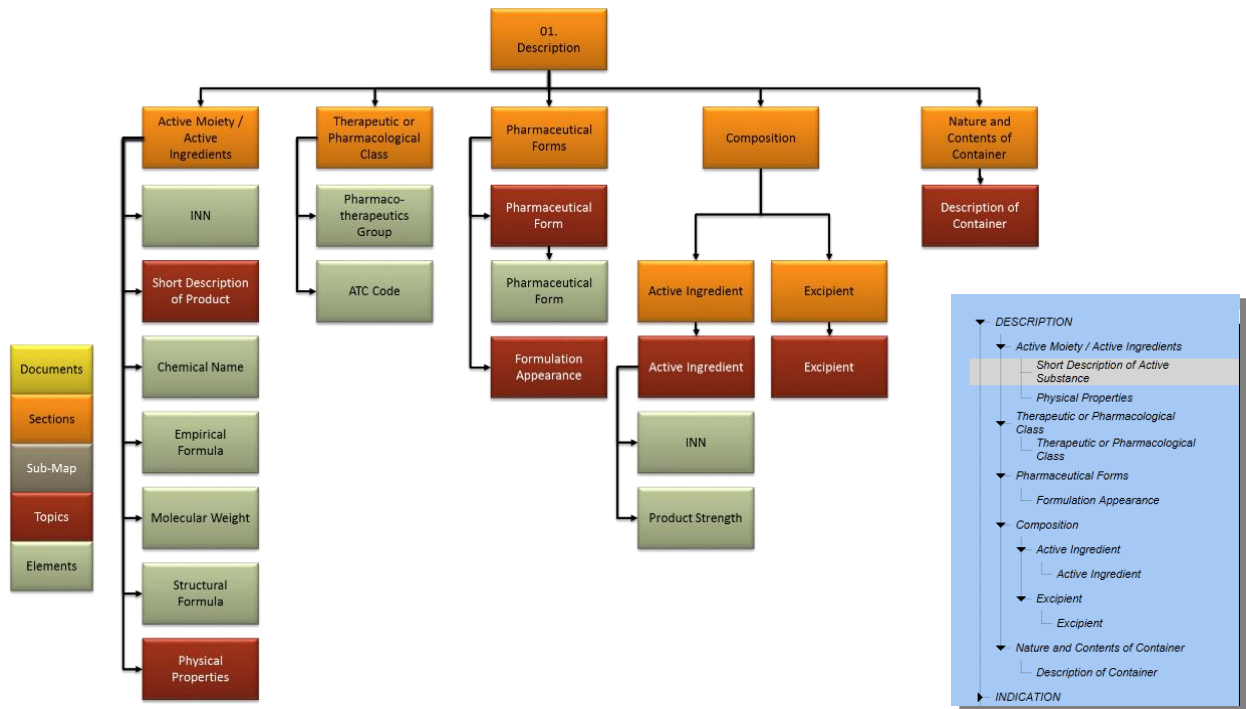 01.
Description
Active Moiety /
Active
Ingredients
Therapeutic or
Pharmacological
Class
Pharmaceutical
Forms
Composition
Nature and
Contents of
Container
INN
Pharmaco-
therapeutics
Group
Pharmaceutical
Form
Description of
Container
Short Description
of Product
ATC Code
Pharmaceutical
Form
Active Ingredient
Excipient
Chemical Name
Formulation
Appearance
Active Ingredient
Excipient
Empirical
Formula
INN
Molecular Weight
Product Strength
Structural
Formula
Physical
Properties
Documents
Sections
Sub-Map
Topics
Elements
DESCRIPTION
Active Moiety / Active Ingredients
Short Description of Active
Substance
Physical Properties
Therapeutic or Pharmacological
Class
Therapeutic or Pharmacological
Class
Pharmaceutical Forms
Formulation Appearance
Composition
Active Ingredient
Active Ingredient
Excipient
Excipient
Nature and Contents of Container
Description of Container
INDICATION